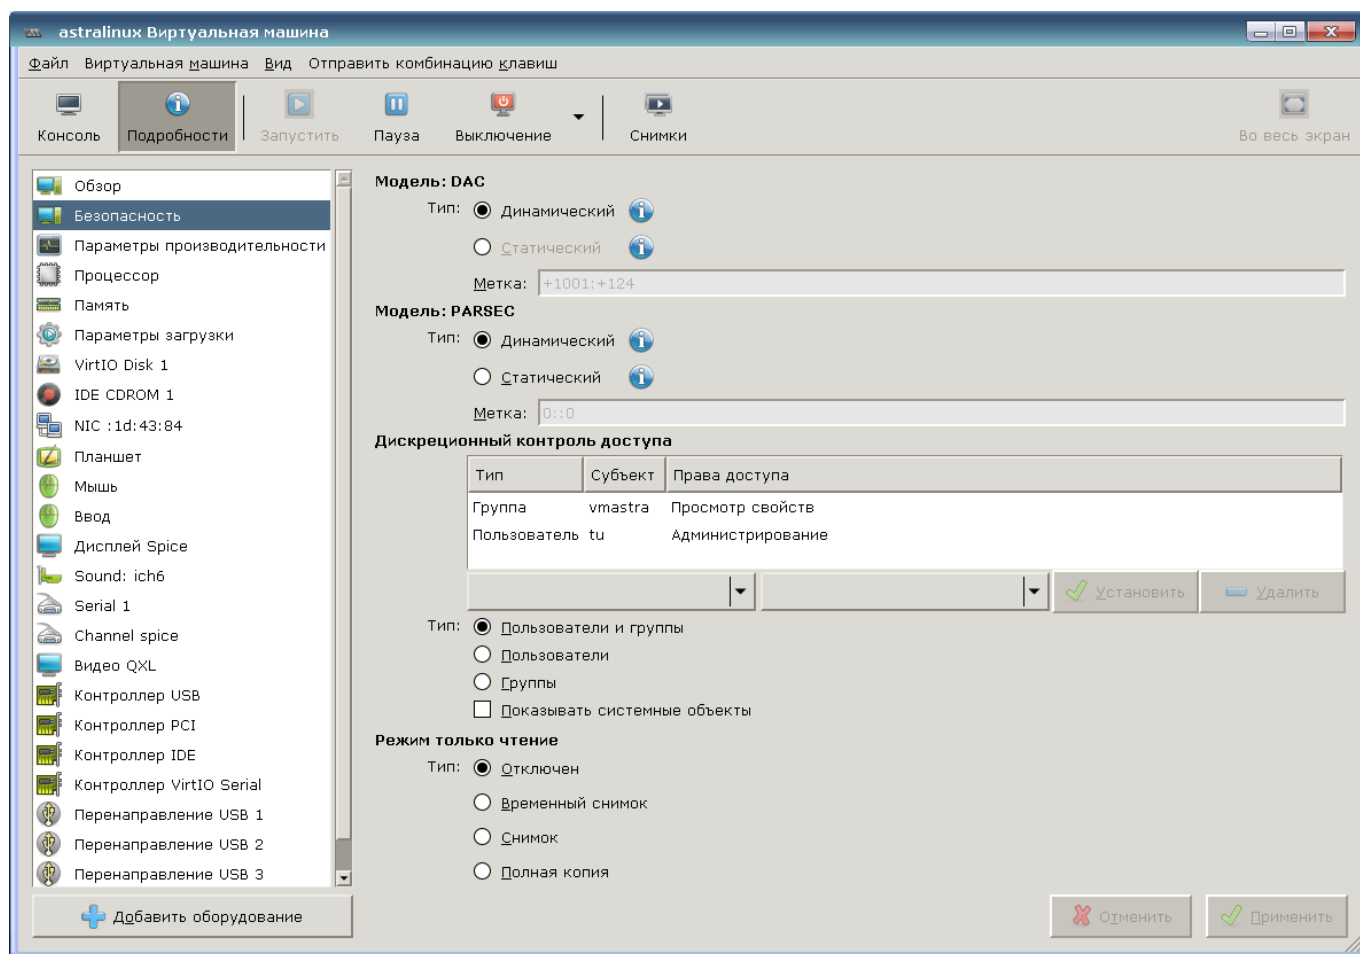 astralinux Виртуальная машина
Файл Виртуальная машина Вид Отправить комбинацию клавиш
Консоль Подробности Запустить Пауза Выключение Снимки Во весь экран
Обзор
Безопасность
Параметры производительности
Процессор
Память
Параметры загрузки
VirtIO Disk 1
IDE CDROM 1
NIC :1d:43:84
Планшет
Мышь
Ввод
Дисплей Spice
Sound: ich6
Serial 1
Channel spice
Видео QXL
Контроллер USB
Контроллер PCI
Контроллер IDE
Контроллер VirtIO Serial
Перенаправление USB 1
Перенаправление USB 2
Перенаправление USB 3
Добавить оборудование
Модель: DAC
Тип: Динамический
Статический
Метка: +1001:+124
Модель: PARSEC
Тип: Динамический
Статический
Метка: 0::0
Дискреционный контроль доступа
Тип Субъект Права доступа
Группа vmastra Просмотр свойств
Пользователь tu Администрирование
Установить Удалить
Тип: Пользователи и группы
Пользователи
Группы
Показывать системные объекты
Режим только чтение
Тип: Отключен
Временный снимок
Снимок
Полная копия
Отменить Применить